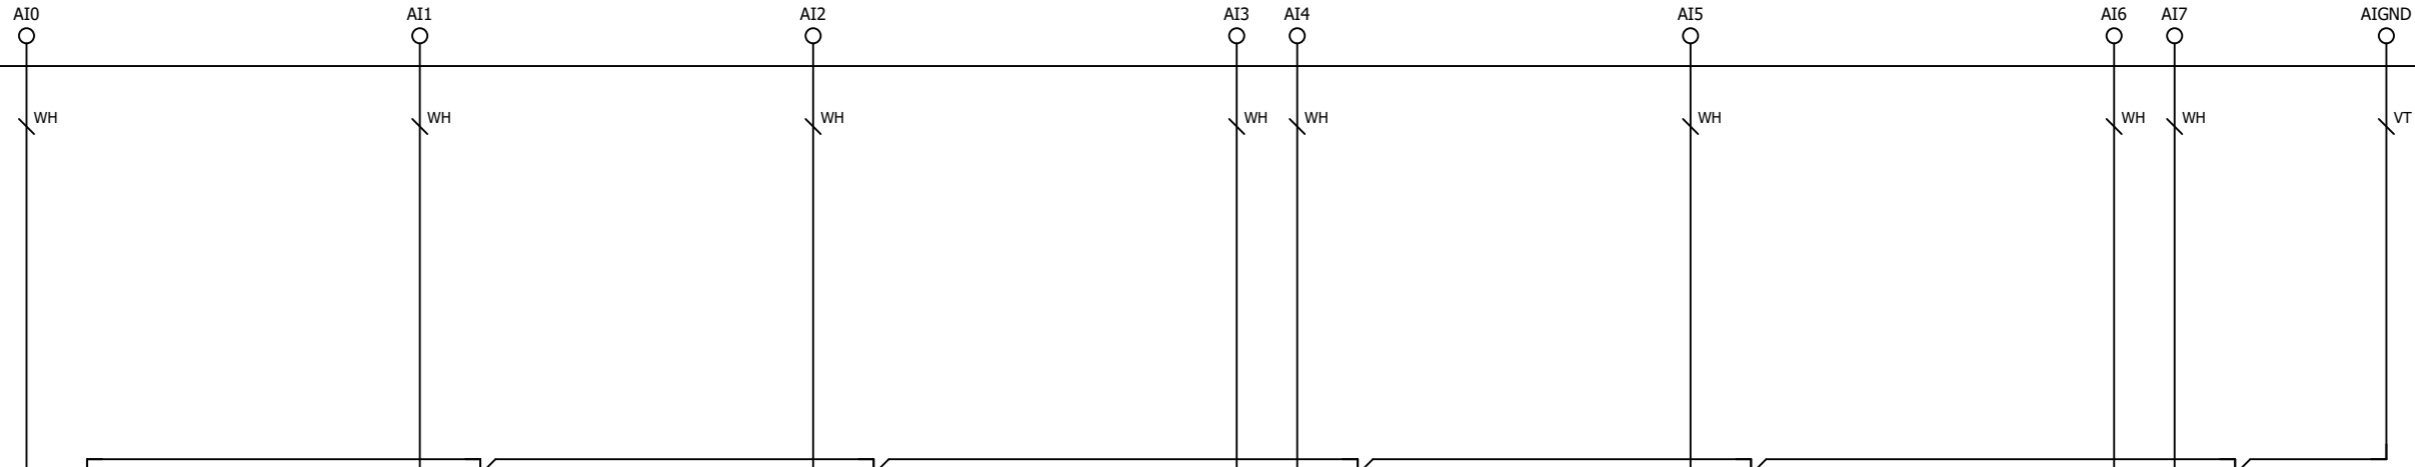 AI0 AI1 AI2 AI3 AI4 AI5 AI6 AI7 AIGND
WH WH WH WH WH WH WH WH VT